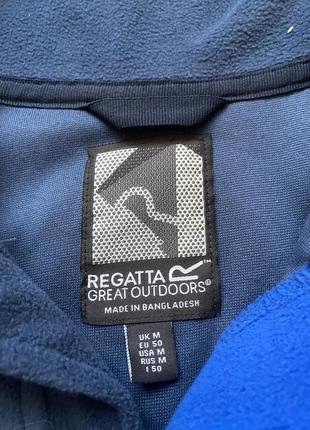 REGATTA
GREAT OUTDOORS®
MADE IN BANGLADESH
UK M
EU 50
USA M
RUS M
I 50